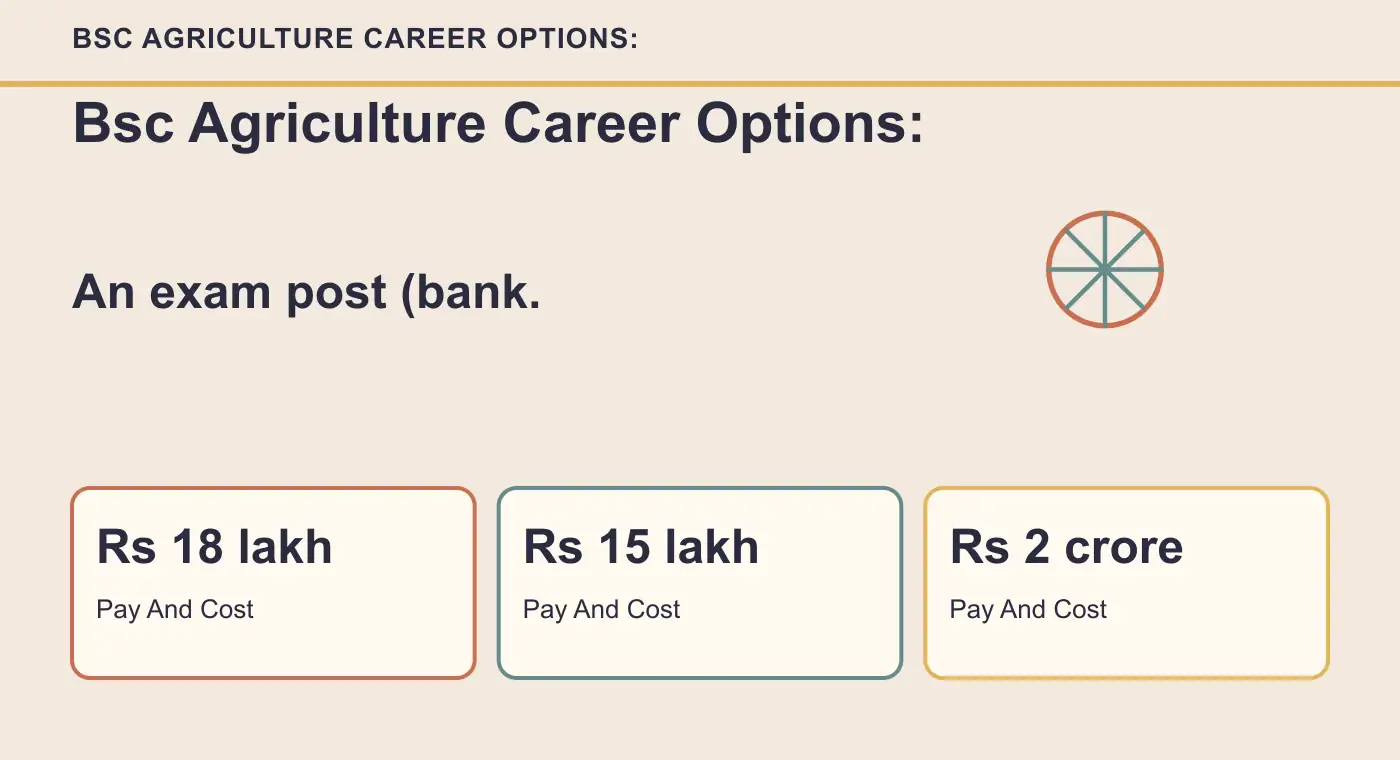 BSC AGRICULTURE CAREER OPTIONS:
Bsc Agriculture Career Options:
An exam post (bank.
Rs 18 lakh
Pay And Cost
Rs 15 lakh
Pay And Cost
Rs 2 crore
Pay And Cost